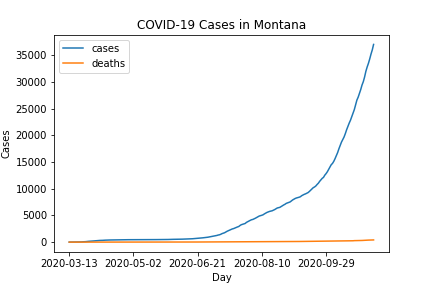 COVID-19 Cases in Montana
cases
deaths
Cases
35000
30000
25000
20000
15000
10000
5000
0
2020-03-13 2020-05-02 2020-06-21 2020-08-10 2020-09-29
Day